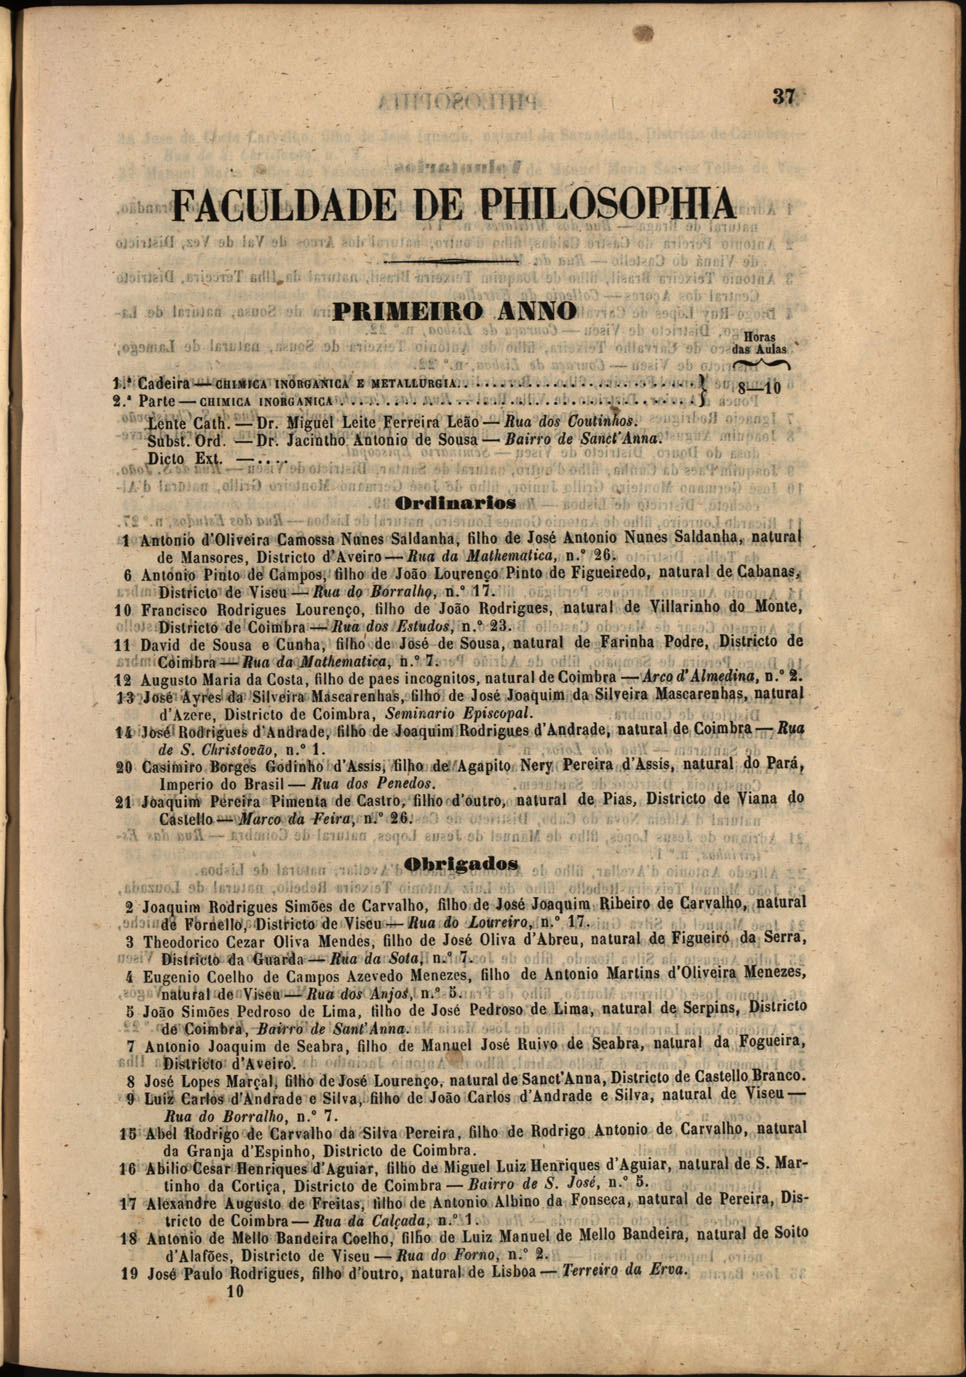 37
FACULDADE DE PHILOSOPHIA
PRIMEIRO ANNO
Horas
das Aulas
1.ª Cadeira — CHIMICA INORGANICA E METALLURGIA
2.ª Parte — CHIMICA INORGANICA
8—10
Lente Cath. — Dr. Miguel Leite Ferreira Leão — Rua dos Coutinhos.
Subst. Ord. — Dr. Jacintho Antonio de Sousa — Bairro de Sanct'Anna.
Dicto Ext. —....
Ordinarios
1 Antonio d'Oliveira Camossa Nunes Saldanha, filho de José Antonio Nunes Saldanha, natural
de Mansores, Districto d'Aveiro — Rua da Mathematica, n.º 26.
6 Antonio Pinto de Campos, filho de João Lourenço Pinto de Figueiredo, natural de Cabanas,
Districto de Viseu — Rua do Borralho, n.º 17.
10 Francisco Rodrigues Lourenço, filho de João Rodrigues, natural de Villarinho do Monte,
Districto de Coimbra — Rua dos Estudos, n.º 23.
11 David de Sousa e Cunha, filho de José de Sousa, natural de Farinha Podre, Districto de
Coimbra — Rua da Mathematica, n.º 7.
12 Augusto Maria da Costa, filho de paes incognitos, natural de Coimbra — Arco d'Almedina, n.º 2.
13 José Ayres da Silveira Mascarenhas, filho de José Joaquim da Silveira Mascarenhas, natural
d'Azere, Districto de Coimbra, Seminario Episcopal.
14 José Rodrigues d'Andrade, filho de Joaquim Rodrigues d'Andrade, natural de Coimbra — Rua
de S. Christovão, n.º 1.
20 Casimiro Borges Godinho d'Assis, filho de Agapito Nery Pereira d'Assis, natural do Pará,
Imperio do Brasil — Rua dos Penedos.
21 Joaquim Pereira Pimenta de Castro, filho d'outro, natural de Pias, Districto de Viana do
Castello — Marco da Feira, n.º 26.
Obrigados
2 Joaquim Rodrigues Simões de Carvalho, filho de José Joaquim Ribeiro de Carvalho, natural
de Fornello, Districto de Viseu — Rua do Loureiro, n.º 17.
3 Theodorico Cezar Oliva Mendes, filho de José Oliva d'Abreu, natural de Figueiró da Serra,
Districto da Guarda — Rua da Sota, n.º 7.
4 Eugenio Coelho de Campos Azevedo Menezes, filho de Antonio Martins d'Oliveira Menezes,
natural de Viseu — Rua dos Anjos, n.º 5.
5 João Simões Pedroso de Lima, filho de José Pedroso de Lima, natural de Serpins, Districto
de Coimbra, Bairro de Sant'Anna.
7 Antonio Joaquim de Seabra, filho de Manuel José Ruivo de Seabra, natural da Fogueira,
Districto d'Aveiro.
8 José Lopes Marçal, filho de José Lourenço, natural de Sanct'Anna, Districto de Castello Branco.
9 Luiz Carlos d'Andrade e Silva, filho de João Carlos d'Andrade e Silva, natural de Viseu —
Rua do Borralho, n.º 7.
15 Abel Rodrigo de Carvalho da Silva Pereira, filho de Rodrigo Antonio de Carvalho, natural
da Granja d'Espinho, Districto de Coimbra.
16 Abilio Cesar Henriques d'Aguiar, filho de Miguel Luiz Henriques d'Aguiar, natural de S. Mar-
tinho da Cortiça, Districto de Coimbra — Bairro de S. José, n.º 5.
17 Alexandre Augusto de Freitas, filho de Antonio Albino da Fonseca, natural de Pereira, Dis-
tricto de Coimbra — Rua da Calçada, n.º 1.
18 Antonio de Mello Bandeira Coelho, filho de Luiz Manuel de Mello Bandeira, natural de Soito
d'Alafões, Districto de Viseu — Rua do Forno, n.º 2.
19 José Paulo Rodrigues, filho d'outro, natural de Lisboa — Terreiro da Erva.
10